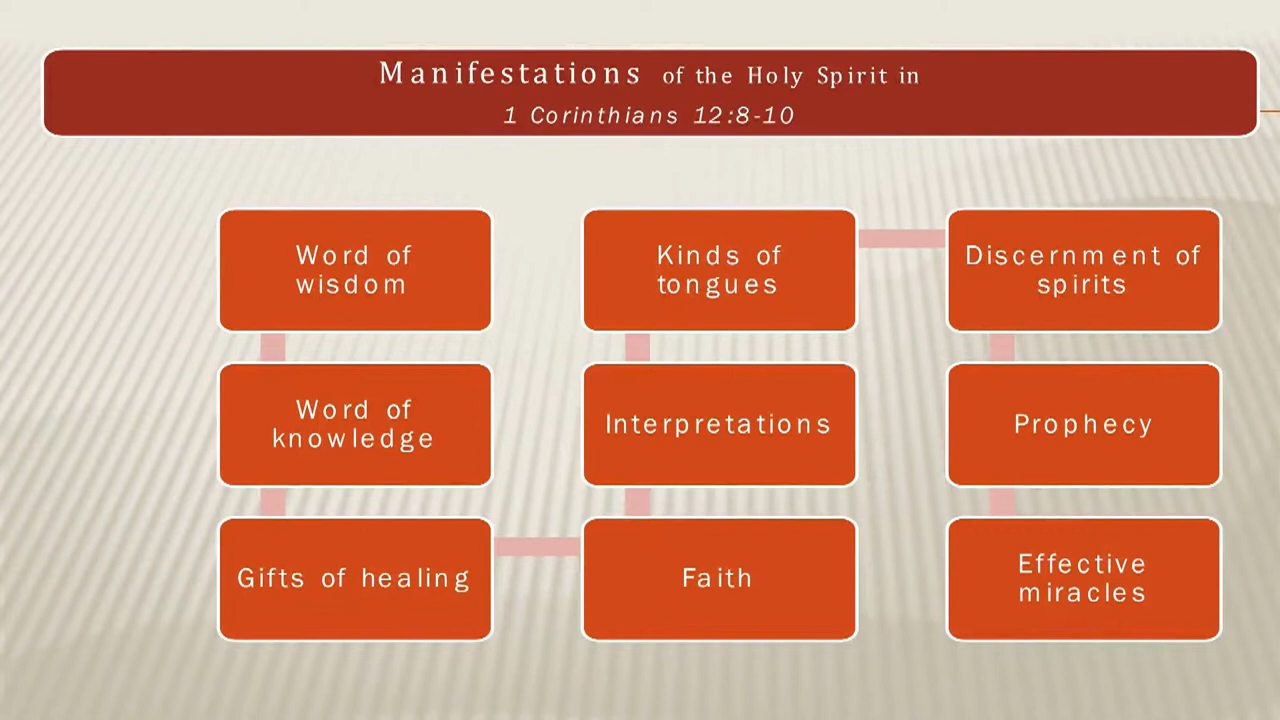 Manifestations of the Holy Spirit in
1 Corinthians 12:8-10
Word of
wisdom
Word of
knowledge
Gifts of healing
Faith
Interpretations
Kinds of
tongues
Discernment of
spirits
Prophecy
Effective
miracles